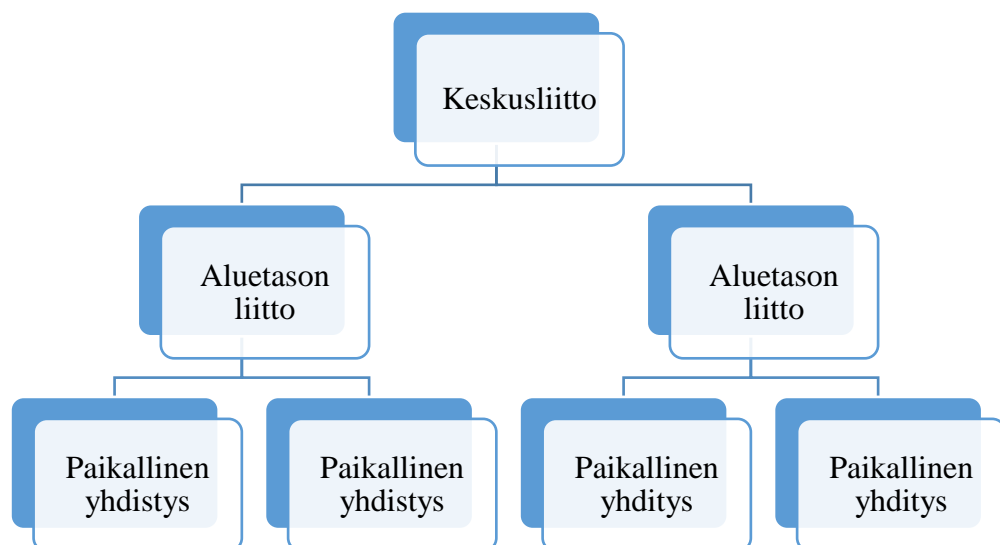 Keskusliitto
Aluetason
liitto
Aluetason
liitto
Paikallinen
yhdistys
Paikallinen
yhdistys
Paikallinen
yhditys
Paikallinen
yhditys